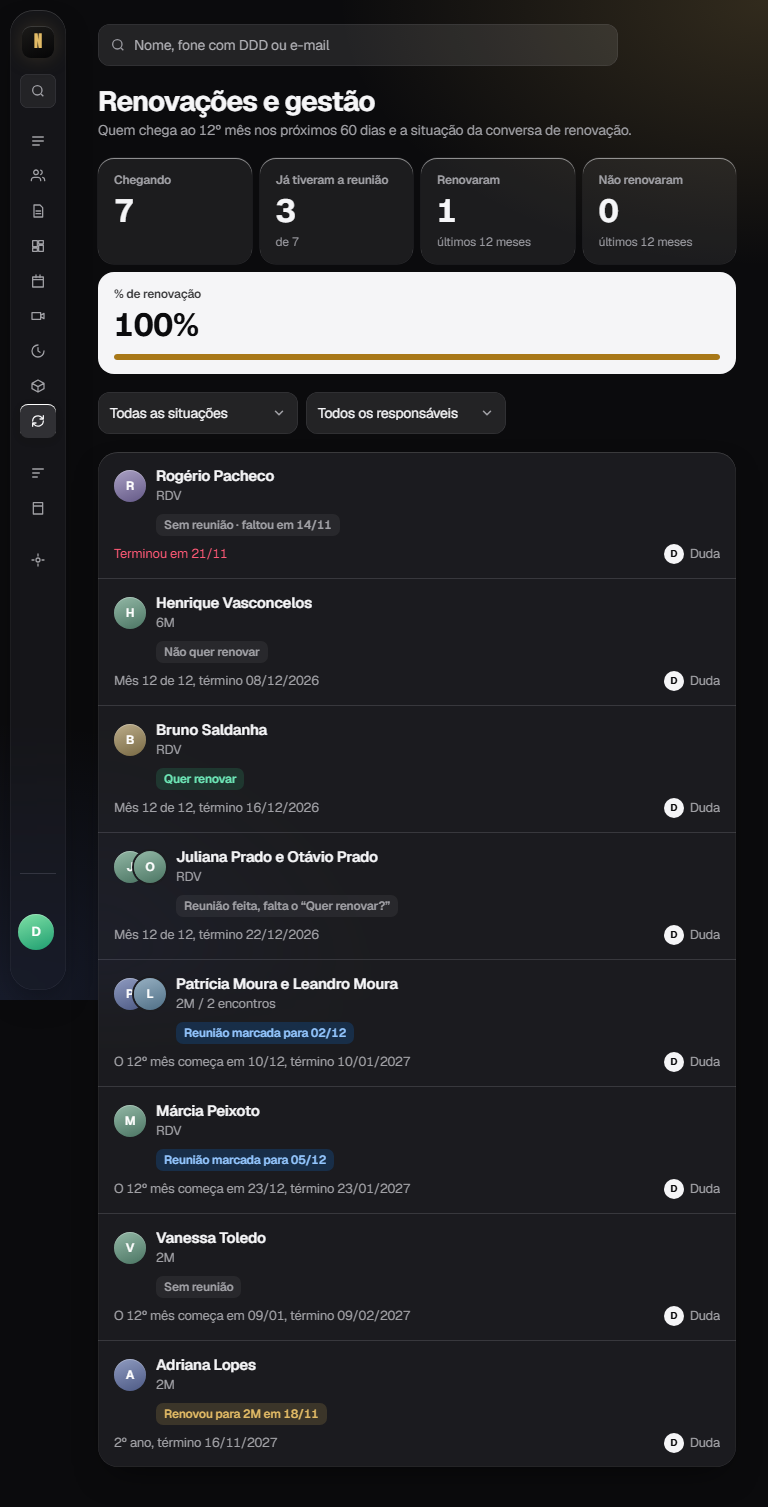 N
Nome, fone com DDD ou e-mail
Renovações e gestão
Quem chega ao 12º mês nos próximos 60 dias e a situação da conversa de renovação.
Chegando
7
Já tiveram a reunião
3
de 7
Renovaram
1
últimos 12 meses
Não renovaram
0
últimos 12 meses
% de renovação
100%
Todas as situações
Todos os responsáveis
R
Rogério Pacheco
RDV
Sem reunião · faltou em 14/11
Terminou em 21/11
D Duda
H
Henrique Vasconcelos
6M
Não quer renovar
Mês 12 de 12, término 08/12/2026
D Duda
B
Bruno Saldanha
RDV
Quer renovar
Mês 12 de 12, término 16/12/2026
D Duda
J O
Juliana Prado e Otávio Prado
RDV
Reunião feita, falta o “Quer renovar?”
Mês 12 de 12, término 22/12/2026
D Duda
P L
Patrícia Moura e Leandro Moura
2M / 2 encontros
Reunião marcada para 02/12
O 12º mês começa em 10/12, término 10/01/2027
D Duda
M
Márcia Peixoto
RDV
Reunião marcada para 05/12
O 12º mês começa em 23/12, término 23/01/2027
D Duda
V
Vanessa Toledo
2M
Sem reunião
O 12º mês começa em 09/01, término 09/02/2027
D Duda
A
Adriana Lopes
2M
Renovou para 2M em 18/11
2º ano, término 16/11/2027
D Duda
D